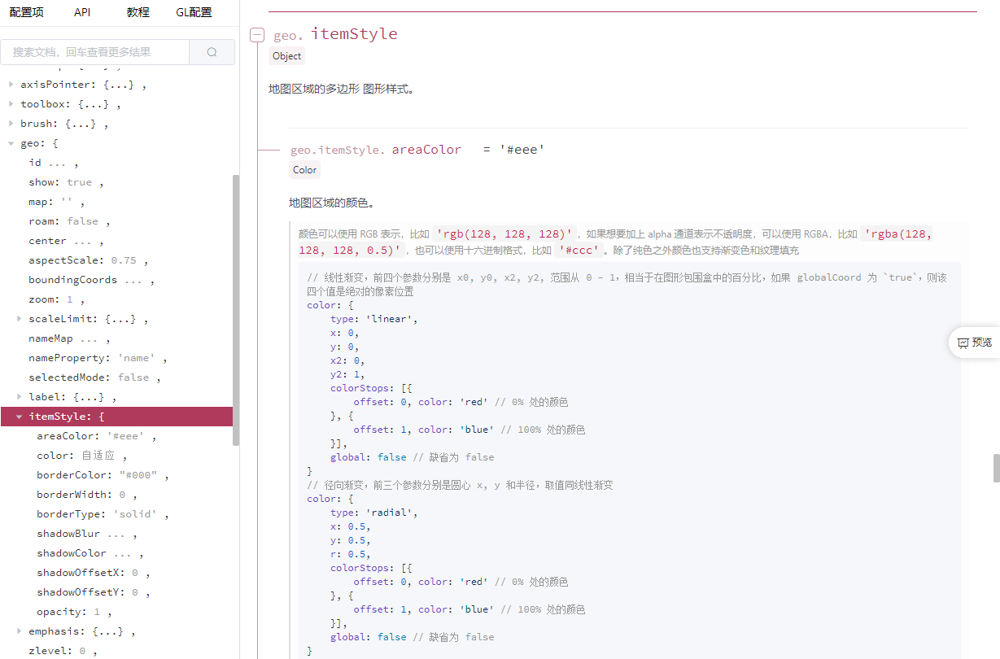 配置项 API 教程 GL配置
搜索文档，回车查看更多结果
axisPointer: {...} ,
toolbox: {...} ,
brush: {...} ,
geo: {
id ... ,
show: true ,
map: '' ,
roam: false ,
center ... ,
aspectScale: 0.75 ,
boundingCoords ... ,
zoom: 1 ,
scaleLimit: {...} ,
nameMap ... ,
nameProperty: 'name' ,
selectedMode: false ,
label: {...} ,
itemStyle: {
areaColor: '#eee' ,
color: 自适应 ,
borderColor: "#000" ,
borderWidth: 0 ,
borderType: 'solid' ,
shadowBlur ... ,
shadowColor ... ,
shadowOffsetX: 0 ,
shadowOffsetY: 0 ,
opacity: 1 ,
emphasis: {...} ,
zlevel: 0 ,
geo. itemStyle
Object
地图区域的多边形 图形样式。
geo.itemStyle. areaColor = '#eee'
Color
地图区域的颜色。
颜色可以使用 RGB 表示，比如 'rgb(128, 128, 128)' ，如果想要加上 alpha 通道表示不透明度，可以使用 RGBA，比如 'rgba(128,
128, 128, 0.5)' ，也可以使用十六进制格式，比如 '#ccc' 。除了纯色之外颜色也支持渐变色和纹理填充
// 线性渐变，前四个参数分别是 x0, y0, x2, y2, 范围从 0 - 1，相当于在图形包围盒中的百分比，如果 globalCoord 为 `true`，则该
四个值是绝对的像素位置
color: {
type: 'linear',
x: 0,
y: 0,
x2: 0,
y2: 1,
colorStops: [{
offset: 0, color: 'red' // 0% 处的颜色
}, {
offset: 1, color: 'blue' // 100% 处的颜色
}],
global: false // 缺省为 false
}
// 径向渐变，前三个参数分别是圆心 x, y 和半径，取值同线性渐变
color: {
type: 'radial',
x: 0.5,
y: 0.5,
r: 0.5,
colorStops: [{
offset: 0, color: 'red' // 0% 处的颜色
}, {
offset: 1, color: 'blue' // 100% 处的颜色
}],
global: false // 缺省为 false
}
预览